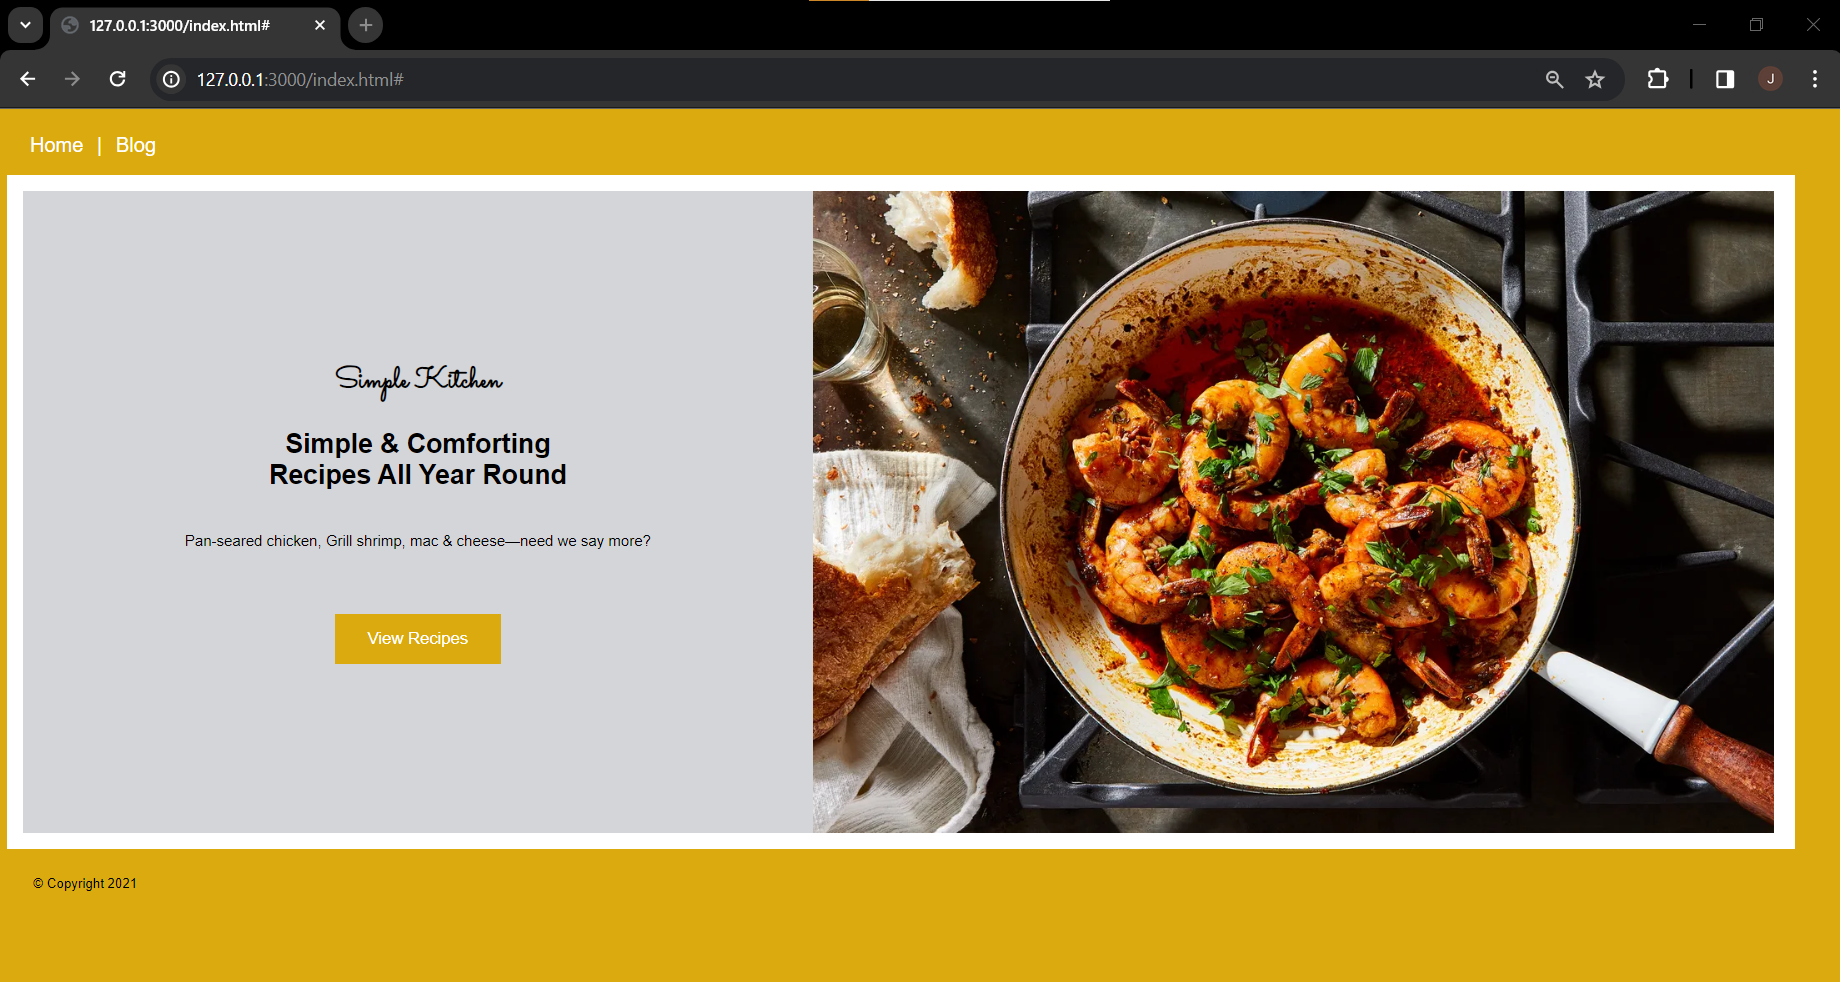 127.0.0.1:3000/index.html#
127.0.0.1:3000/index.html#
J
Home | Blog
Simple Kitchen
Simple & Comforting
Recipes All Year Round
Pan-seared chicken, Grill shrimp, mac & cheese—need we say more?
View Recipes
© Copyright 2021